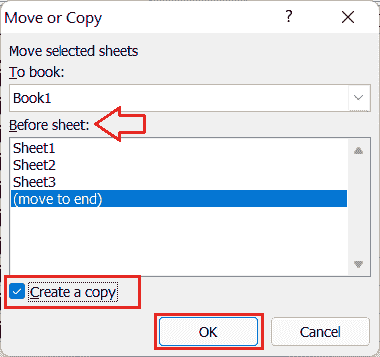 Move or Copy
Move selected sheets
To book:
Book1
Before sheet:
Sheet1
Sheet2
Sheet3
(move to end)
Create a copy
OK
Cancel